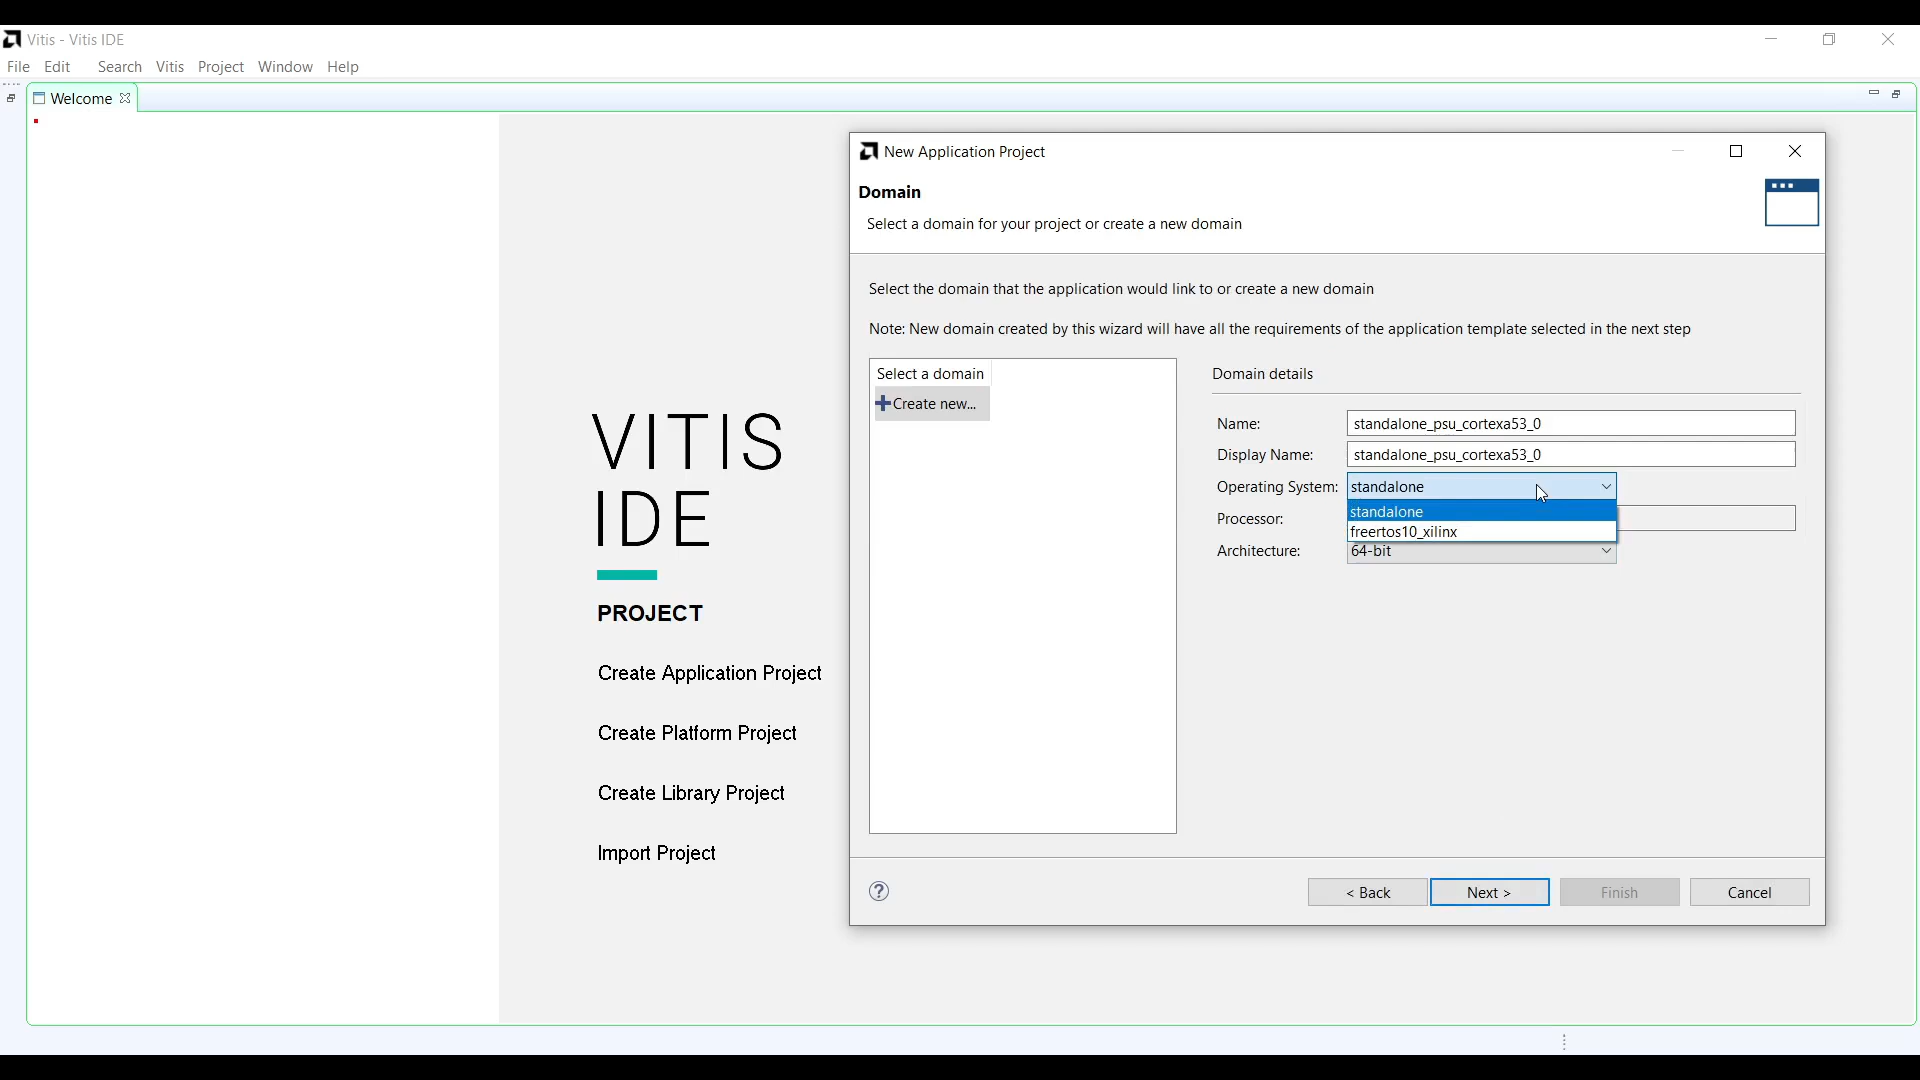 Vitis - Vitis IDE
File Edit Search Vitis Project Window Help
Welcome
VITIS
IDE
PROJECT
Create Application Project
Create Platform Project
Create Library Project
Import Project
New Application Project
Domain
Select a domain for your project or create a new domain
Select the domain that the application would link to or create a new domain
Note: New domain created by this wizard will have all the requirements of the application template selected in the next step
Select a domain
Create new...
Domain details
Name: standalone_psu_cortexa53_0
Display Name: standalone_psu_cortexa53_0
Operating System: standalone
standalone
freertos10_xilinx
Processor:
Architecture: 64-bit
?
< Back Next > Finish Cancel